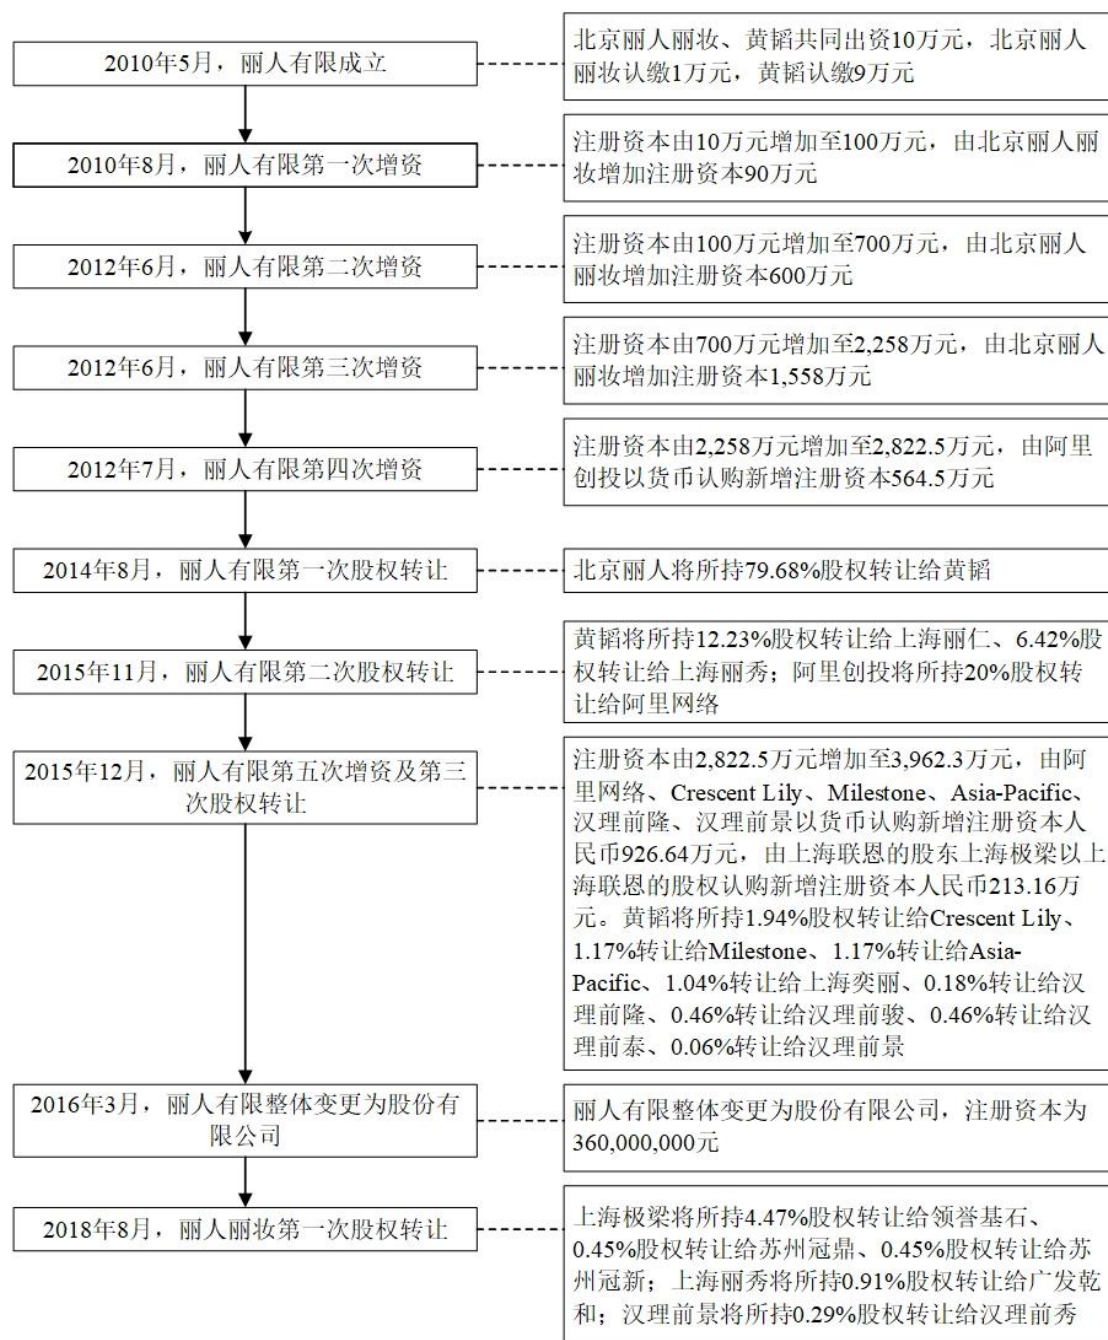 2010年5月，丽人有限成立
北京丽人丽妆、黄韬共同出资10万元，北京丽人
丽妆认缴1万元，黄韬认缴9万元
2010年8月，丽人有限第一次增资
注册资本由10万元增加至100万元，由北京丽人丽
妆增加注册资本90万元
2012年6月，丽人有限第二次增资
注册资本由100万元增加至700万元，由北京丽人
丽妆增加注册资本600万元
2012年6月，丽人有限第三次增资
注册资本由700万元增加至2,258万元，由北京丽人
丽妆增加注册资本1,558万元
2012年7月，丽人有限第四次增资
注册资本由2,258万元增加至2,822.5万元，由阿里
创投以货币认购新增注册资本564.5万元
2014年8月，丽人有限第一次股权转让
北京丽人将所持79.68%股权转让给黄韬
2015年11月，丽人有限第二次股权转让
黄韬将所持12.23%股权转让给上海丽仁、6.42%股
权转让给上海丽秀；阿里创投将所持20%股权转
让给阿里网络
2015年12月，丽人有限第五次增资及第三
次股权转让
注册资本由2,822.5万元增加至3,962.3万元，由阿
里网络、Crescent Lily、Milestone、Asia-Pacific、
汉理前隆、汉理前景以货币认购新增注册资本人
民币926.64万元，由上海联恩的股东上海极梁以上
海联恩的股权认购新增注册资本人民币213.16万
元。黄韬将所持1.94%股权转让给Crescent Lily、
1.17%转让给Milestone、1.17%转让给Asia-
Pacific、1.04%转让给上海奕丽、0.18%转让给汉
理前隆、0.46%转让给汉理前骏、0.46%转让给汉
理前泰、0.06%转让给汉理前景
2016年3月，丽人有限整体变更为股份有
限公司
丽人有限整体变更为股份有限公司，注册资本为
360,000,000元
2018年8月，丽人丽妆第一次股权转让
上海极梁将所持4.47%股权转让给领誉基石、
0.45%股权转让给苏州冠鼎、0.45%股权转让给苏
州冠新；上海丽秀将所持0.91%股权转让给广发乾
和；汉理前景将所持0.29%股权转让给汉理前秀